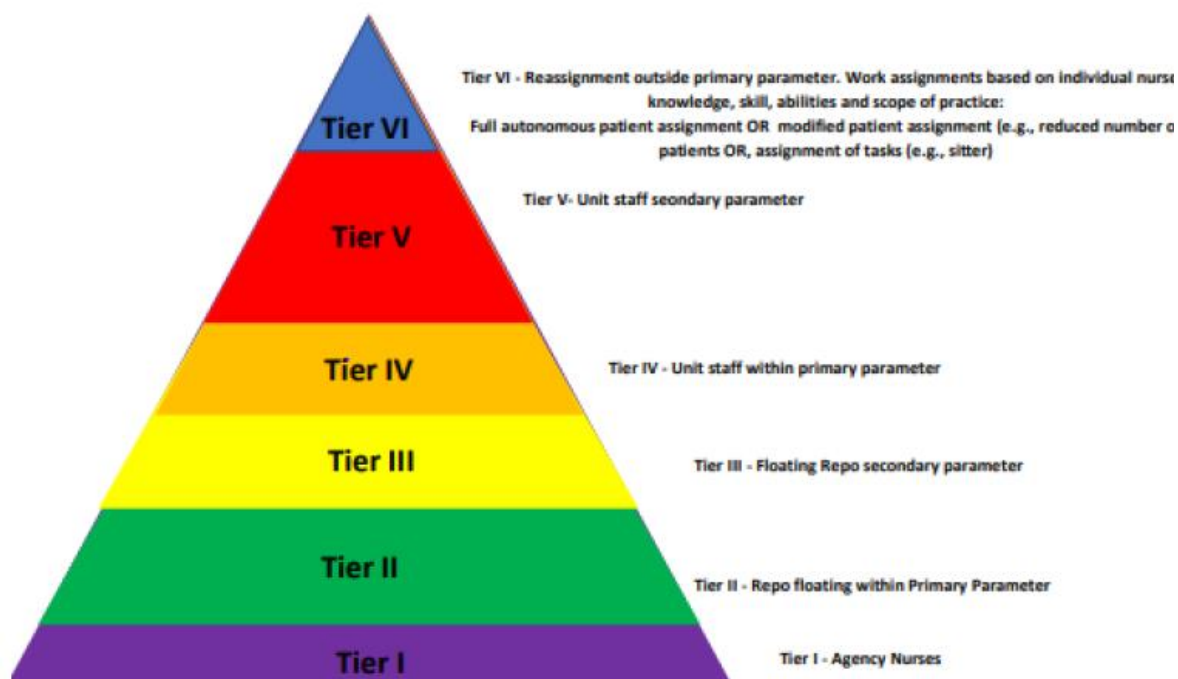 Tier VI - Reassignment outside primary parameter. Work assignments based on individual nurse
knowledge, skill, abilities and scope of practice:
Full autonomous patient assignment OR modified patient assignment (e.g., reduced number o
patients OR, assignment of tasks (e.g., sitter)
Tier VI
Tier V- Unit staff seondary parameter
Tier V
Tier IV
Tier IV - Unit staff within primary parameter
Tier III
Tier III - Floating Repo secondary parameter
Tier II
Tier II - Repo floating within Primary Parameter
Tier I
Tier I - Agency Nurses